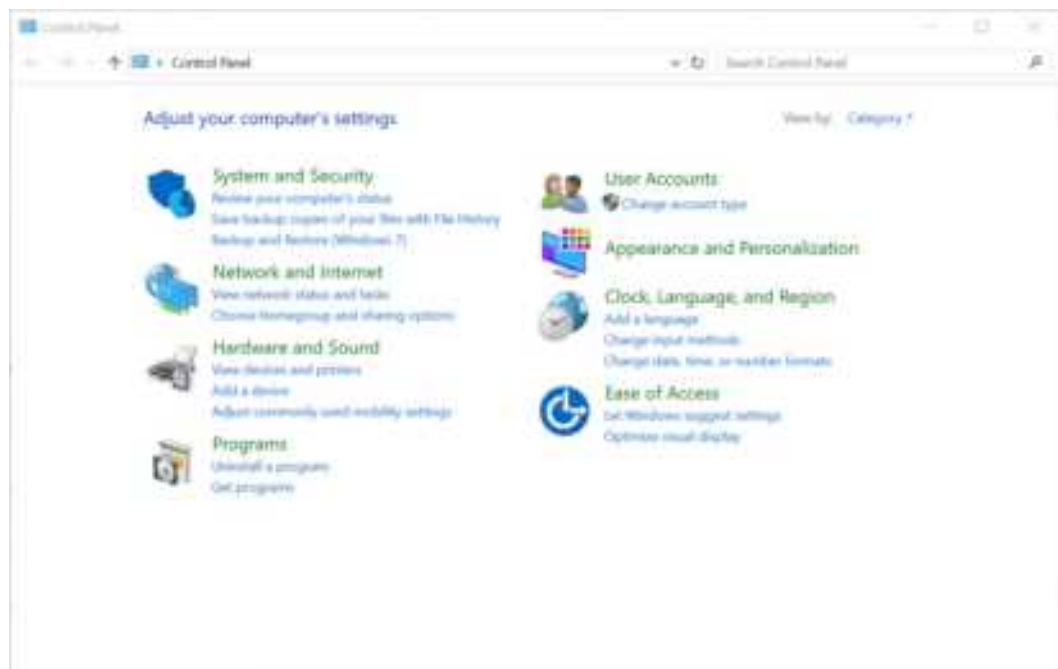 Control Panel
Control Panel
Search Control Panel
Adjust your computer's settings
View by: Category
System and Security
Review your computer's status
Save backup copies of your files with File History
Backup and Restore (Windows 7)
Network and Internet
View network status and tasks
Choose homegroup and sharing options
Hardware and Sound
View devices and printers
Add a device
Adjust commonly used mobility settings
Programs
Uninstall a program
Get programs
User Accounts
Change account type
Appearance and Personalization
Clock, Language, and Region
Add a language
Change input methods
Change date, time, or number formats
Ease of Access
Let Windows suggest settings
Optimize visual display